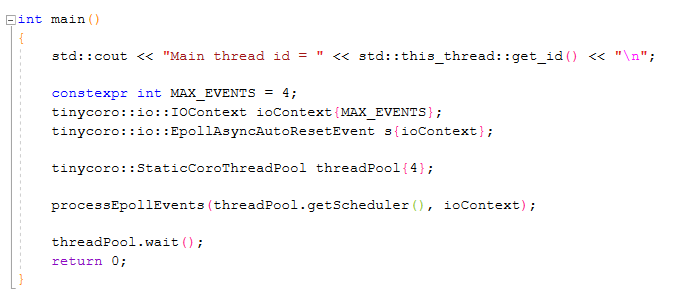 int main()
{
    std::cout << "Main thread id = " << std::this_thread::get_id() << "\n";
    constexpr int MAX_EVENTS = 4;
    tinycoro::io::IOContext ioContext{MAX_EVENTS};
    tinycoro::io::EpollAsyncAutoResetEvent s{ioContext};
    tinycoro::StaticCoroThreadPool threadPool{4};
    processEpollEvents(threadPool.getScheduler(), ioContext);
    threadPool.wait();
    return 0;
}